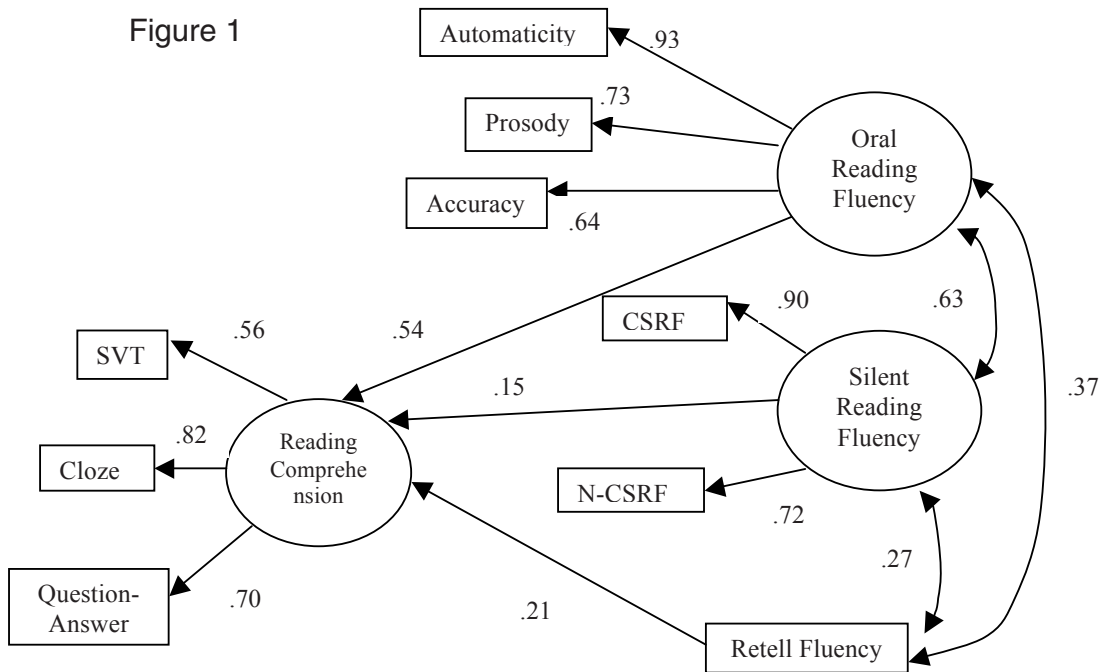 Figure 1
Automaticity
.93
Prosody
.73
Accuracy
.64
Oral
Reading
Fluency
CSRF
.90
.63
SVT
.56
.54
Silent
Reading
Fluency
.37
.15
Cloze
.82
Reading
Comprehe
nsion
N-CSRF
.72
.27
Question-
Answer
.70
.21
Retell Fluency